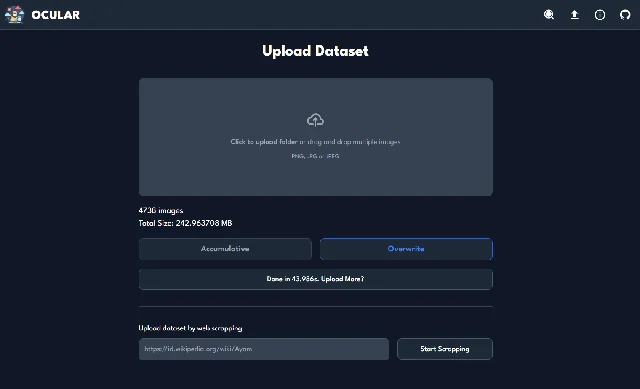 OCULAR
Upload Dataset
Click to upload folder or drag and drop multiple images
PNG, JPG or JPEG
4738 images
Total Size: 242.963708 MB
Accumulative
Overwrite
Done in 43.986s. Upload More?
Upload dataset by web scrapping
https://id.wikipedia.org/wiki/Ayam
Start Scrapping